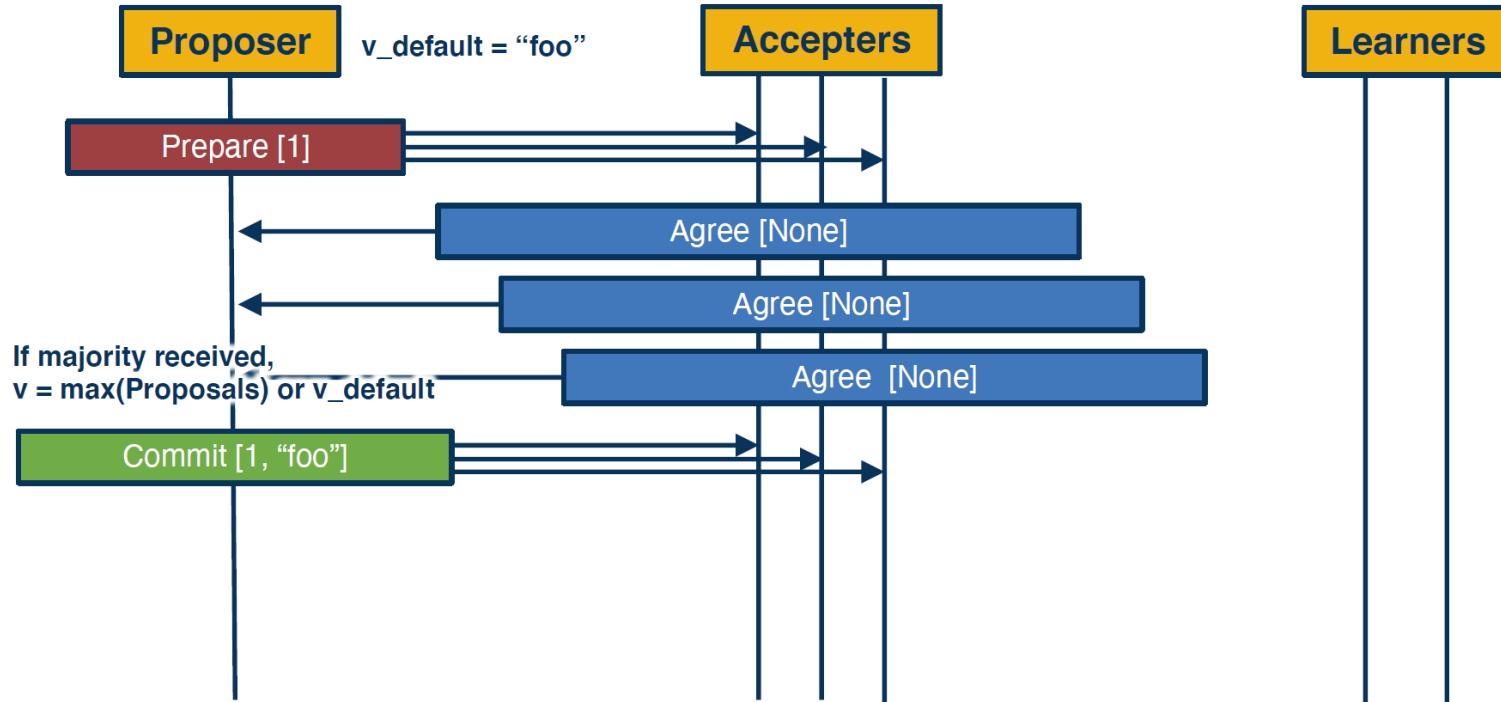 Proposer
v_default = “foo”
Accepters
Learners
Prepare [1]
Agree [None]
Agree [None]
If majority received,
v = max(Proposals) or v_default
Agree [None]
Commit [1, “foo”]